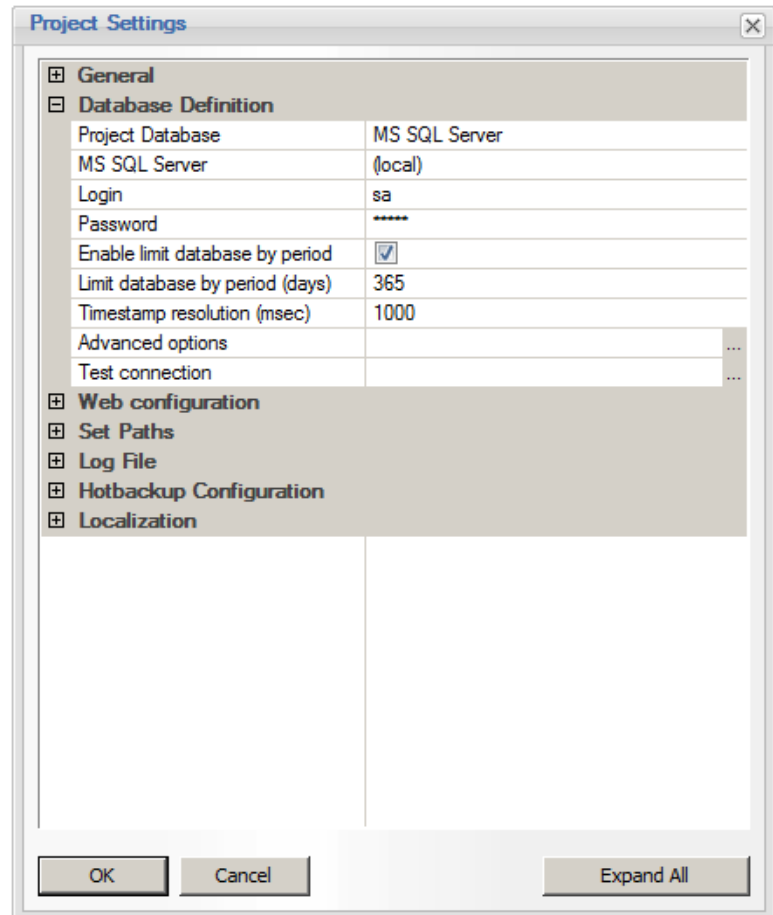 Project Settings
General
Database Definition
Project Database MS SQL Server
MS SQL Server (local)
Login sa
Password *****
Enable limit database by period
Limit database by period (days) 365
Timestamp resolution (msec) 1000
Advanced options ...
Test connection ...
Web configuration
Set Paths
Log File
Hotbackup Configuration
Localization
OK Cancel Expand All